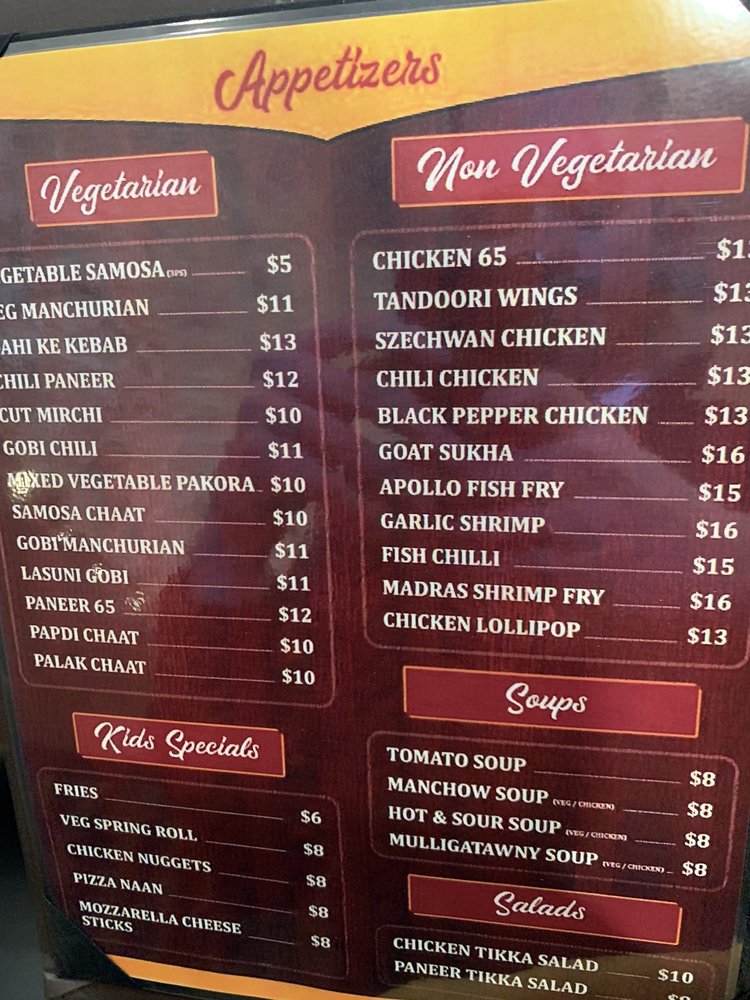 Appetizers
Vegetarian
GETABLE SAMOSA (3PS) $5
EG MANCHURIAN $11
AHI KE KEBAB $13
CHILI PANEER $12
CUT MIRCHI $10
GOBI CHILI $11
MIXED VEGETABLE PAKORA $10
SAMOSA CHAAT $10
GOBI MANCHURIAN $11
LASUNI GOBI $11
PANEER 65 $12
PAPDI CHAAT $10
PALAK CHAAT $10
Kids Specials
FRIES $6
VEG SPRING ROLL $8
CHICKEN NUGGETS $8
PIZZA NAAN $8
MOZZARELLA CHEESE
STICKS $8
Non Vegetarian
CHICKEN 65
TANDOORI WINGS $13
SZECHWAN CHICKEN $13
CHILI CHICKEN $13
BLACK PEPPER CHICKEN $13
GOAT SUKHA $16
APOLLO FISH FRY $15
GARLIC SHRIMP $16
FISH CHILLI $15
MADRAS SHRIMP FRY $16
CHICKEN LOLLIPOP $13
Soups
TOMATO SOUP $8
MANCHOW SOUP (VEG / CHICKEN) $8
HOT & SOUR SOUP (VEG / CHICKEN) $8
MULLIGATAWNY SOUP (VEG / CHICKEN) $8
Salads
CHICKEN TIKKA SALAD $10
PANEER TIKKA SALAD